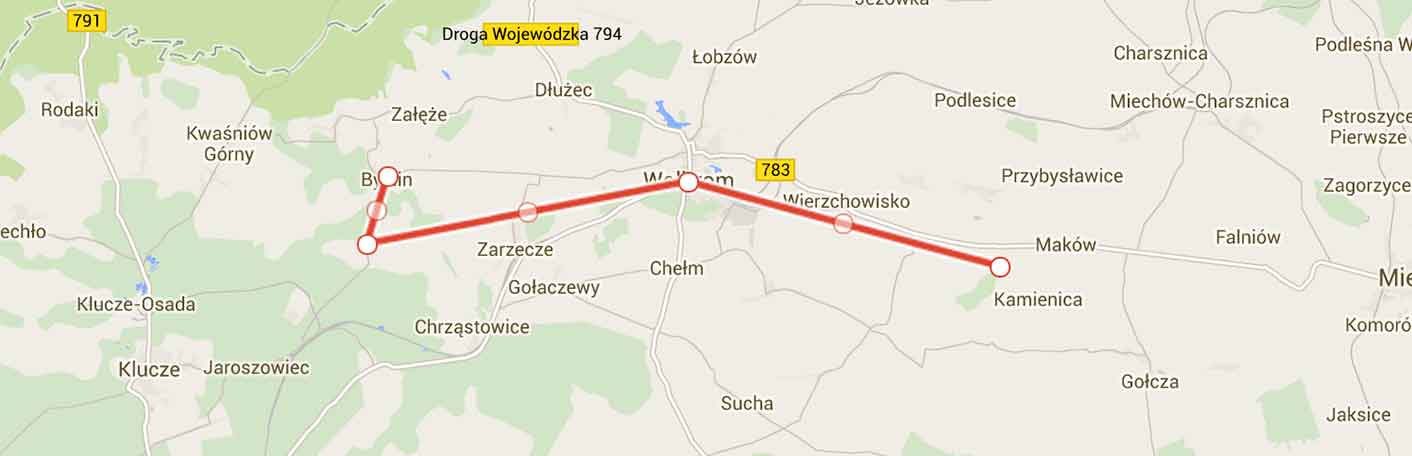 Jeżówka
791
Droga Wojewódzka 794
Podleśna W
Charsznica
Łobzów
Dłużec
Podlesice
Miechów-Charsznica
Rodaki
Załęże
Pstroszyce
Pierwsze
Kwaśniów
Górny
783
Przybysławice
Zagorzyce
Wierzchowisko
echło
Falniów
Maków
Zarzecze
Chełm
Mie
Gołaczewy
Kamienica
Klucze-Osada
Chrząstowice
Komoró
Klucze
Jaroszowiec
Gołcza
Sucha
Jaksice